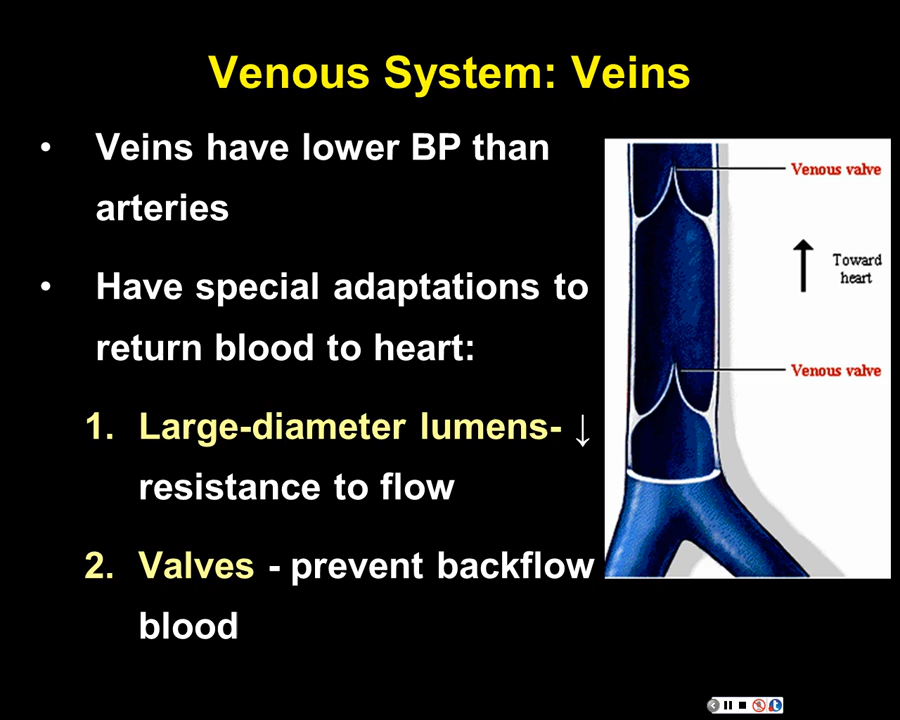 Venous System: Veins
• Veins have lower BP than
arteries
• Have special adaptations to
return blood to heart:
1. Large-diameter lumens- ↓
resistance to flow
2. Valves - prevent backflow
blood
Venous valve
Toward
heart
Venous valve